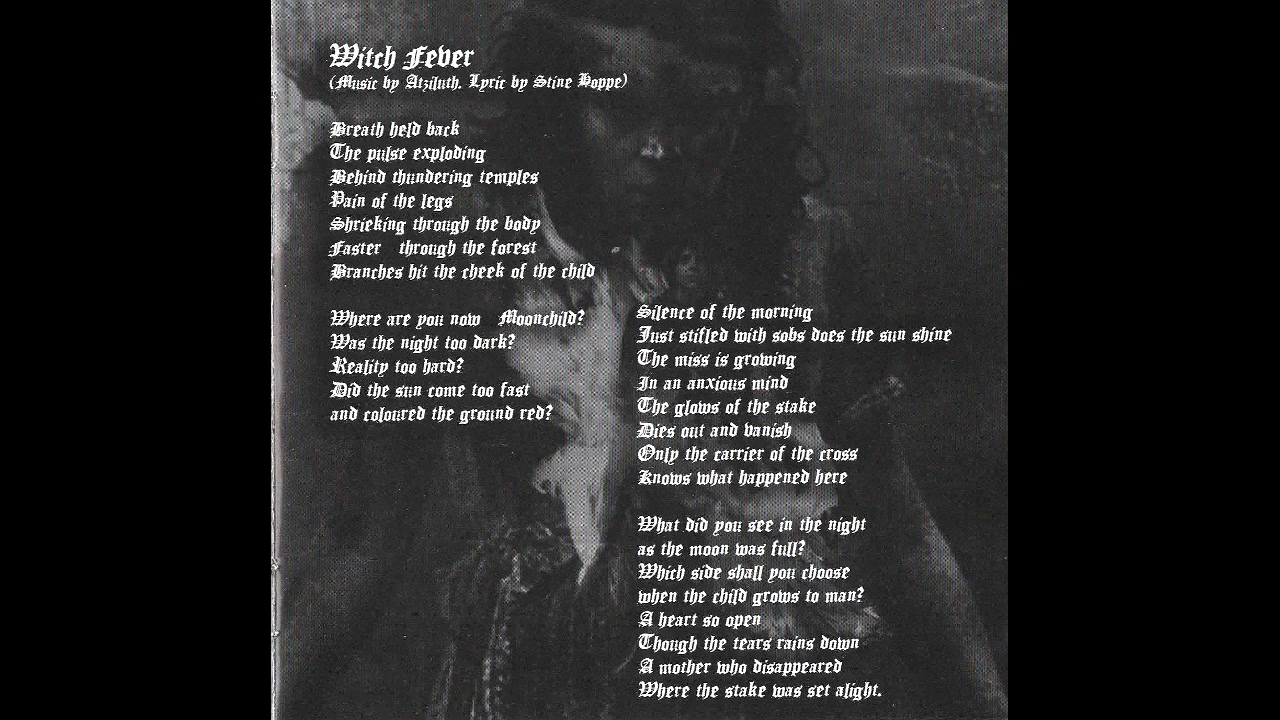 Witch Fever
(Music by Atziluth. Lyric by Stine Hoppe)
Breath held back
The pulse exploding
Behind thundering temples
Pain of the legs
Shrieking through the body
Faster through the forest
Branches hit the cheek of the child
Where are you now Moonchild?
Was the night too dark?
Reality too hard?
Did the sun come too fast
and coloured the ground red?
Silence of the morning
Just stifled with sobs does the sun shine
The miss is growing
In an anxious mind
The glows of the stake
Dies out and vanish
Only the carrier of the cross
Knows what happened here
What did you see in the night
as the moon was full?
Which side shall you choose
when the child grows to man?
A heart so open
Though the tears rains down
A mother who disappeared
Where the stake was set alight.